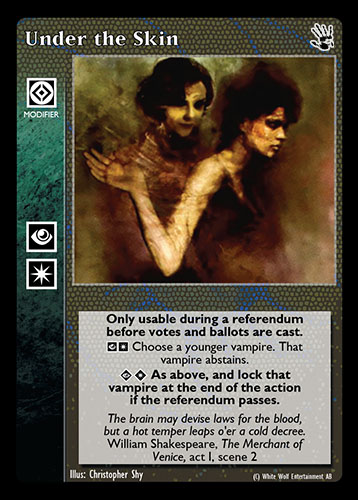 Under the Skin
MODIFIER
Only usable during a referendum
before votes and ballots are cast.
Choose a younger vampire. That
vampire abstains.
As above, and lock that
vampire at the end of the action
if the referendum passes.
The brain may devise laws for the blood,
but a hot temper leaps o'er a cold decree.
William Shakespeare, The Merchant of
Venice, act I, scene 2
Illus: Christopher Shy
(C) White Wolf Entertainment AB